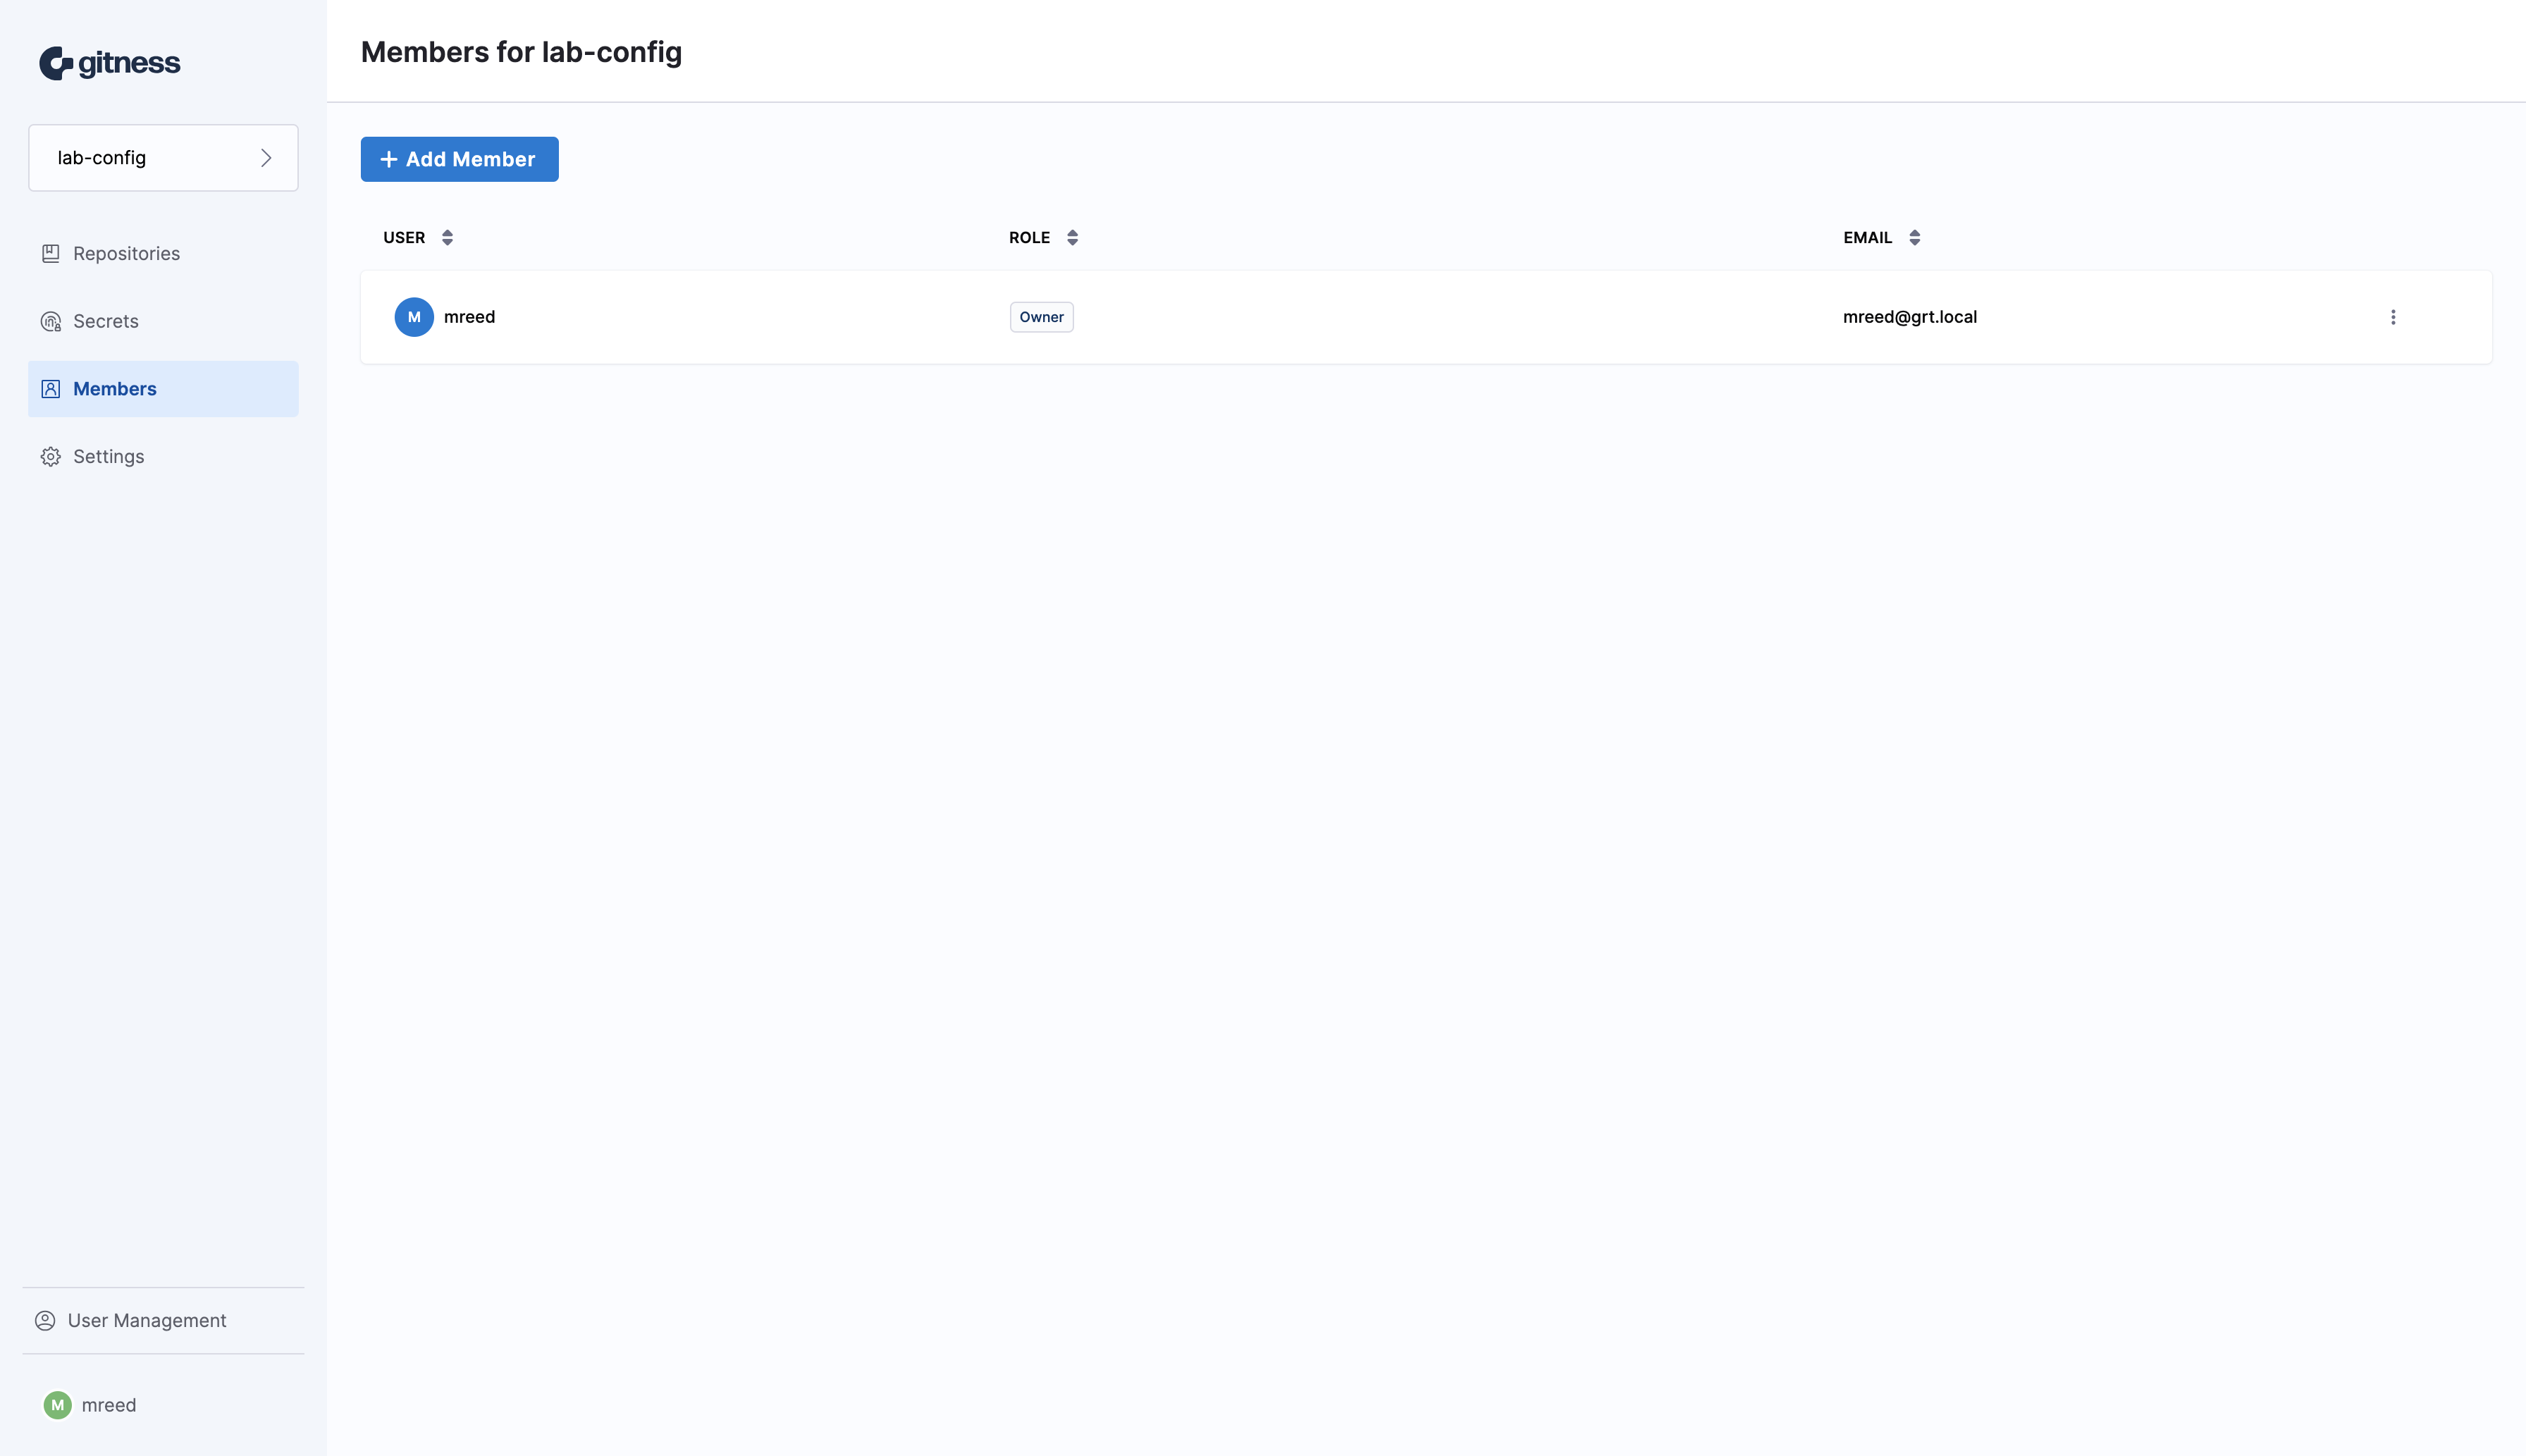 gitness
lab-config
Repositories
Secrets
Members
Settings
User Management
M mreed
Members for lab-config
+ Add Member
USER ROLE EMAIL
M mreed Owner mreed@grt.local